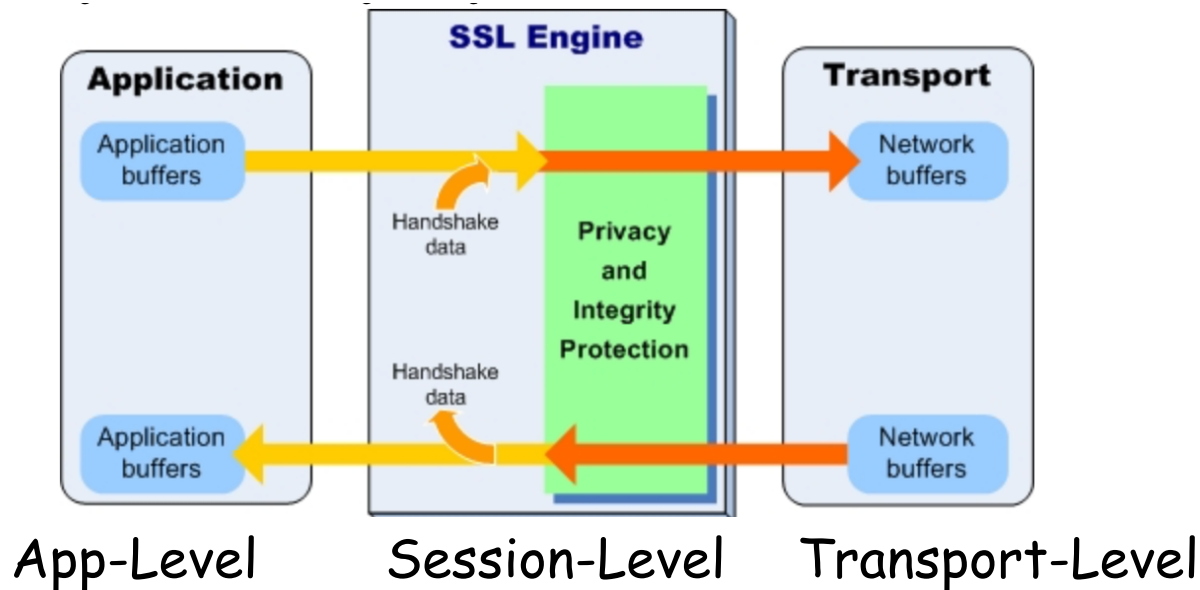 SSL Engine
Application
Transport
Application
buffers
Network
buffers
Handshake
data
Privacy
and
Integrity
Protection
Handshake
data
Application
buffers
Network
buffers
App-Level
Session-Level
Transport-Level